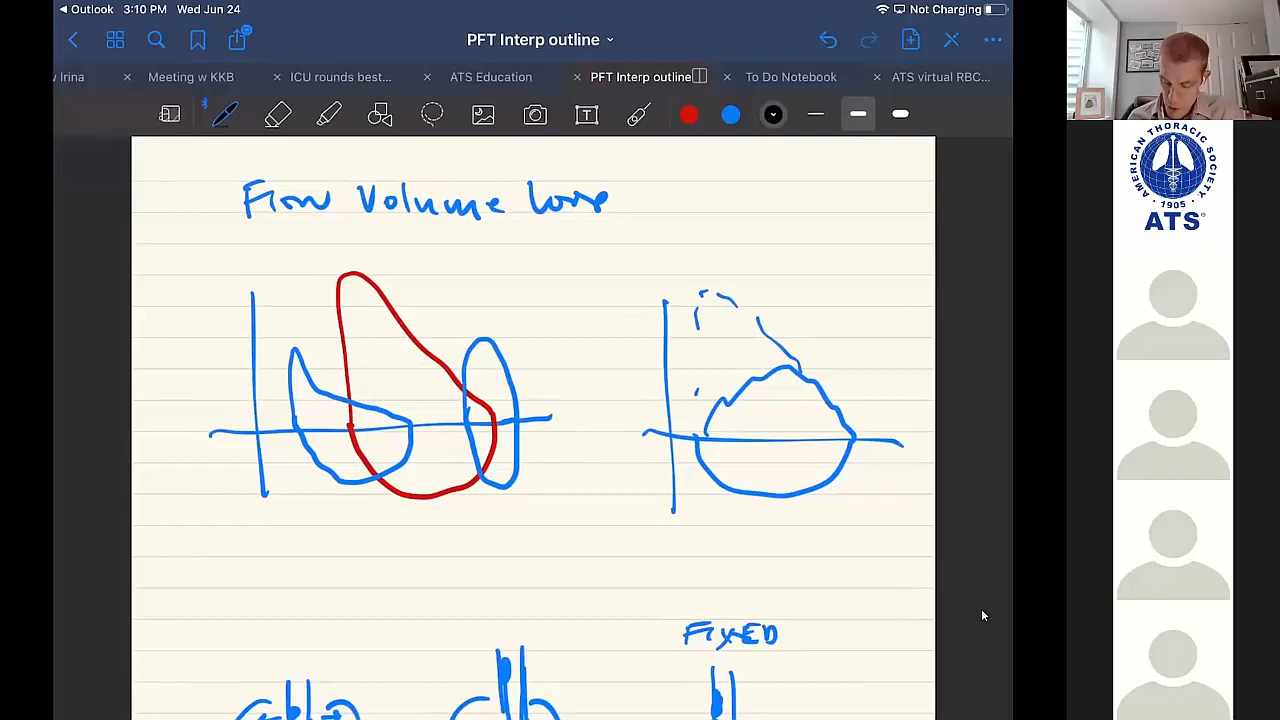 Outlook 3:10 PM Wed Jun 24 Not Charging
PFT Interp outline
w Irina Meeting w KKB ICU rounds best... ATS Education PFT Interp outline To Do Notebook ATS virtual RBC...
T
Flow Volume Loop
FIXED
AMERICAN THORACIC SOCIETY
1905
ATS